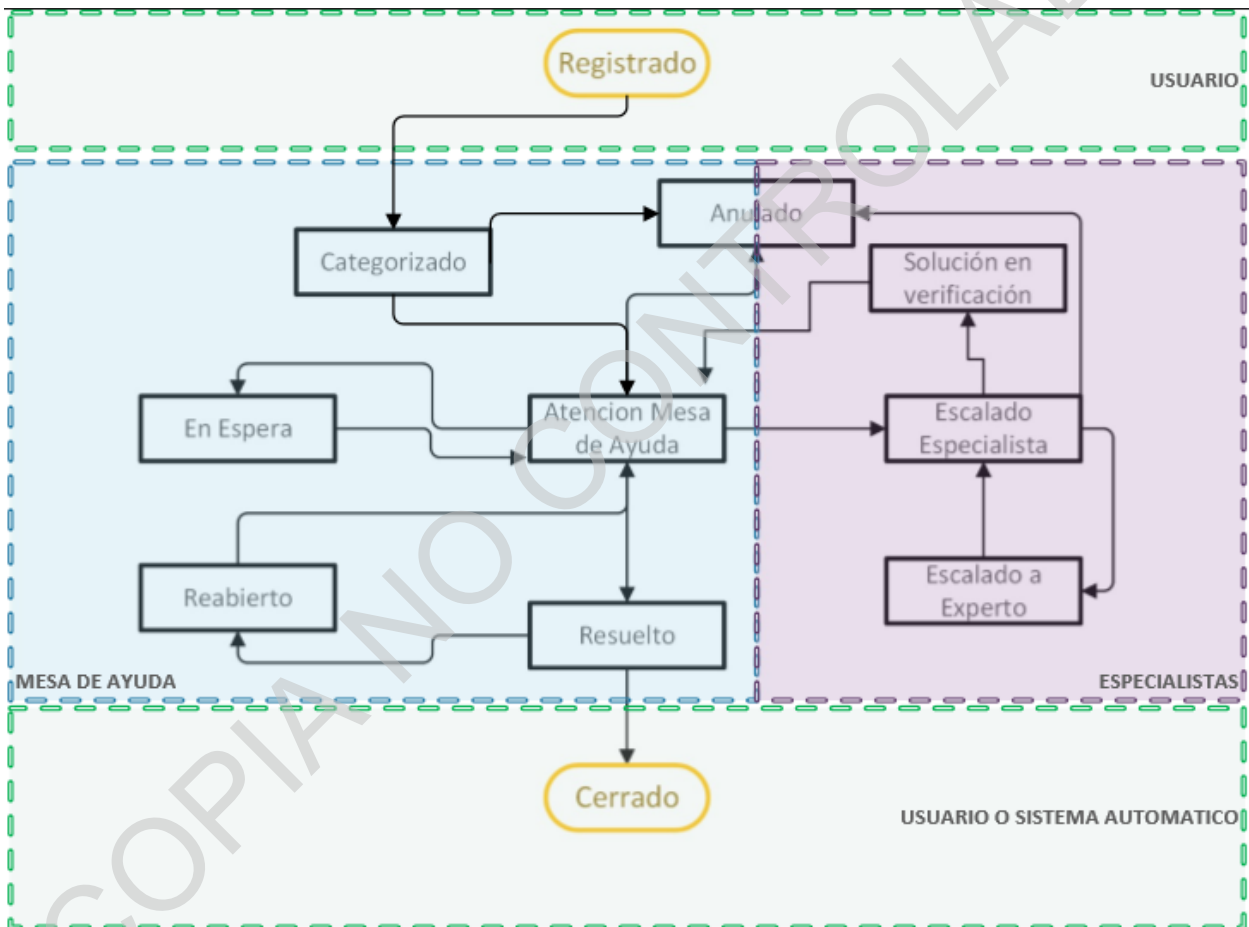 Registrado
USUARIO
Anulado
Categorizado
Solución en
verificación
En Espera
Atencion Mesa
de Ayuda
Escalado
Especialista
Reabierto
Escalado a
Experto
Resuelto
MESA DE AYUDA
ESPECIALISTAS
Cerrado
USUARIO O SISTEMA AUTOMATICO
COPIA NO CONTROLAD